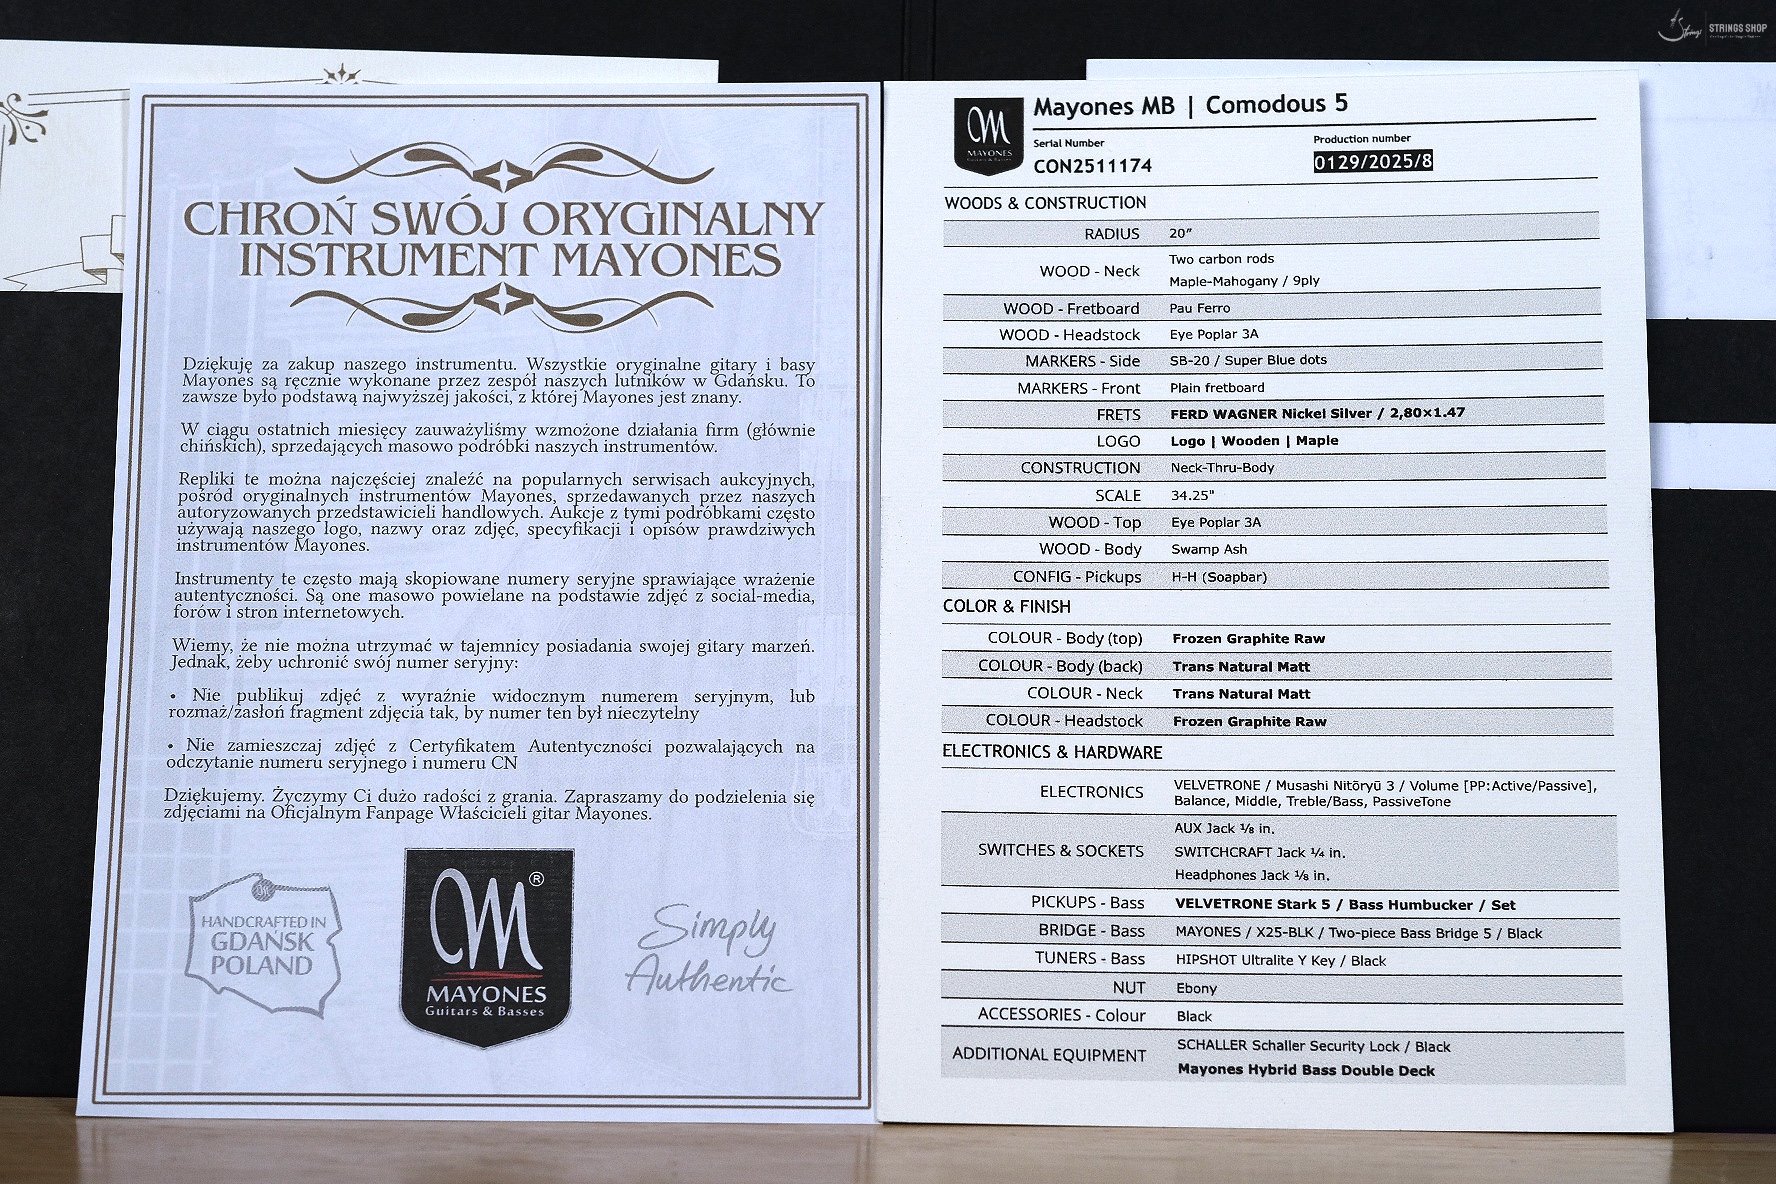 STRINGS SHOP
CHROŃ SWÓJ ORYGINALNY
INSTRUMENT MAYONES
Dziękuję za zakup naszego instrumentu. Wszystkie oryginalne gitary i basy
Mayones są ręcznie wykonane przez zespół naszych lutników w Gdańsku. To
zawsze było podstawą najwyższej jakości, z której Mayones jest znany.
W ciągu ostatnich miesięcy zauważyliśmy wzmożone działania firm (głównie
chińskich), sprzedających masowo podróbki naszych instrumentów.
Repliki te można najczęściej znaleźć na popularnych serwisach aukcyjnych,
pośród oryginalnych instrumentów Mayones, sprzedawanych przez naszych
autoryzowanych przedstawicieli handlowych. Aukcje z tymi podróbkami często
używają naszego logo, nazwy oraz zdjęć, specyfikacji i opisów prawdziwych
instrumentów Mayones.
Instrumenty te często mają skopiowane numery seryjne sprawiające wrażenie
autentyczności. Są one masowo powielane na podstawie zdjęć z social-media,
forów i stron internetowych.
Wiemy, że nie można utrzymać w tajemnicy posiadania swojej gitary marzeń.
Jednak, żeby uchronić swój numer seryjny:
• Nie publikuj zdjęć z wyraźnie widocznym numerem seryjnym, lub
rozmaż/zasłoń fragment zdjęcia tak, by numer ten był nieczytelny
• Nie zamieszczaj zdjęć z Certyfikatem Autentyczności pozwalających na
odczytanie numeru seryjnego i numeru CN
Dziękujemy. Życzymy Ci dużo radości z grania. Zapraszamy do podzielenia się
zdjęciami na Oficjalnym Fanpage Właścicieli gitar Mayones.
HANDCRAFTED IN
GDAŃSK
POLAND
M®
MAYONES
Guitars & Basses
Simply
Authentic
M
MAYONES
Guitars & Basses
Mayones MB | Comodous 5
Serial Number
CON2511174
Production number
0129/2025/8
WOODS & CONSTRUCTION
RADIUS 20"
WOOD - Neck Two carbon rods
Maple-Mahogany / 9ply
WOOD - Fretboard Pau Ferro
WOOD - Headstock Eye Poplar 3A
MARKERS - Side SB-20 / Super Blue dots
MARKERS - Front Plain fretboard
FRETS FERD WAGNER Nickel Silver / 2,80×1.47
LOGO Logo | Wooden | Maple
CONSTRUCTION Neck-Thru-Body
SCALE 34.25"
WOOD - Top Eye Poplar 3A
WOOD - Body Swamp Ash
CONFIG - Pickups H-H (Soapbar)
COLOR & FINISH
COLOUR - Body (top) Frozen Graphite Raw
COLOUR - Body (back) Trans Natural Matt
COLOUR - Neck Trans Natural Matt
COLOUR - Headstock Frozen Graphite Raw
ELECTRONICS & HARDWARE
ELECTRONICS VELVETRONE / Musashi Nitōryū 3 / Volume [PP:Active/Passive],
Balance, Middle, Treble/Bass, PassiveTone
SWITCHES & SOCKETS AUX Jack ⅛ in.
SWITCHCRAFT Jack ¼ in.
Headphones Jack ⅛ in.
PICKUPS - Bass VELVETRONE Stark 5 / Bass Humbucker / Set
BRIDGE - Bass MAYONES / X25-BLK / Two-piece Bass Bridge 5 / Black
TUNERS - Bass HIPSHOT Ultralite Y Key / Black
NUT Ebony
ACCESSORIES - Colour Black
ADDITIONAL EQUIPMENT SCHALLER Schaller Security Lock / Black
Mayones Hybrid Bass Double Deck